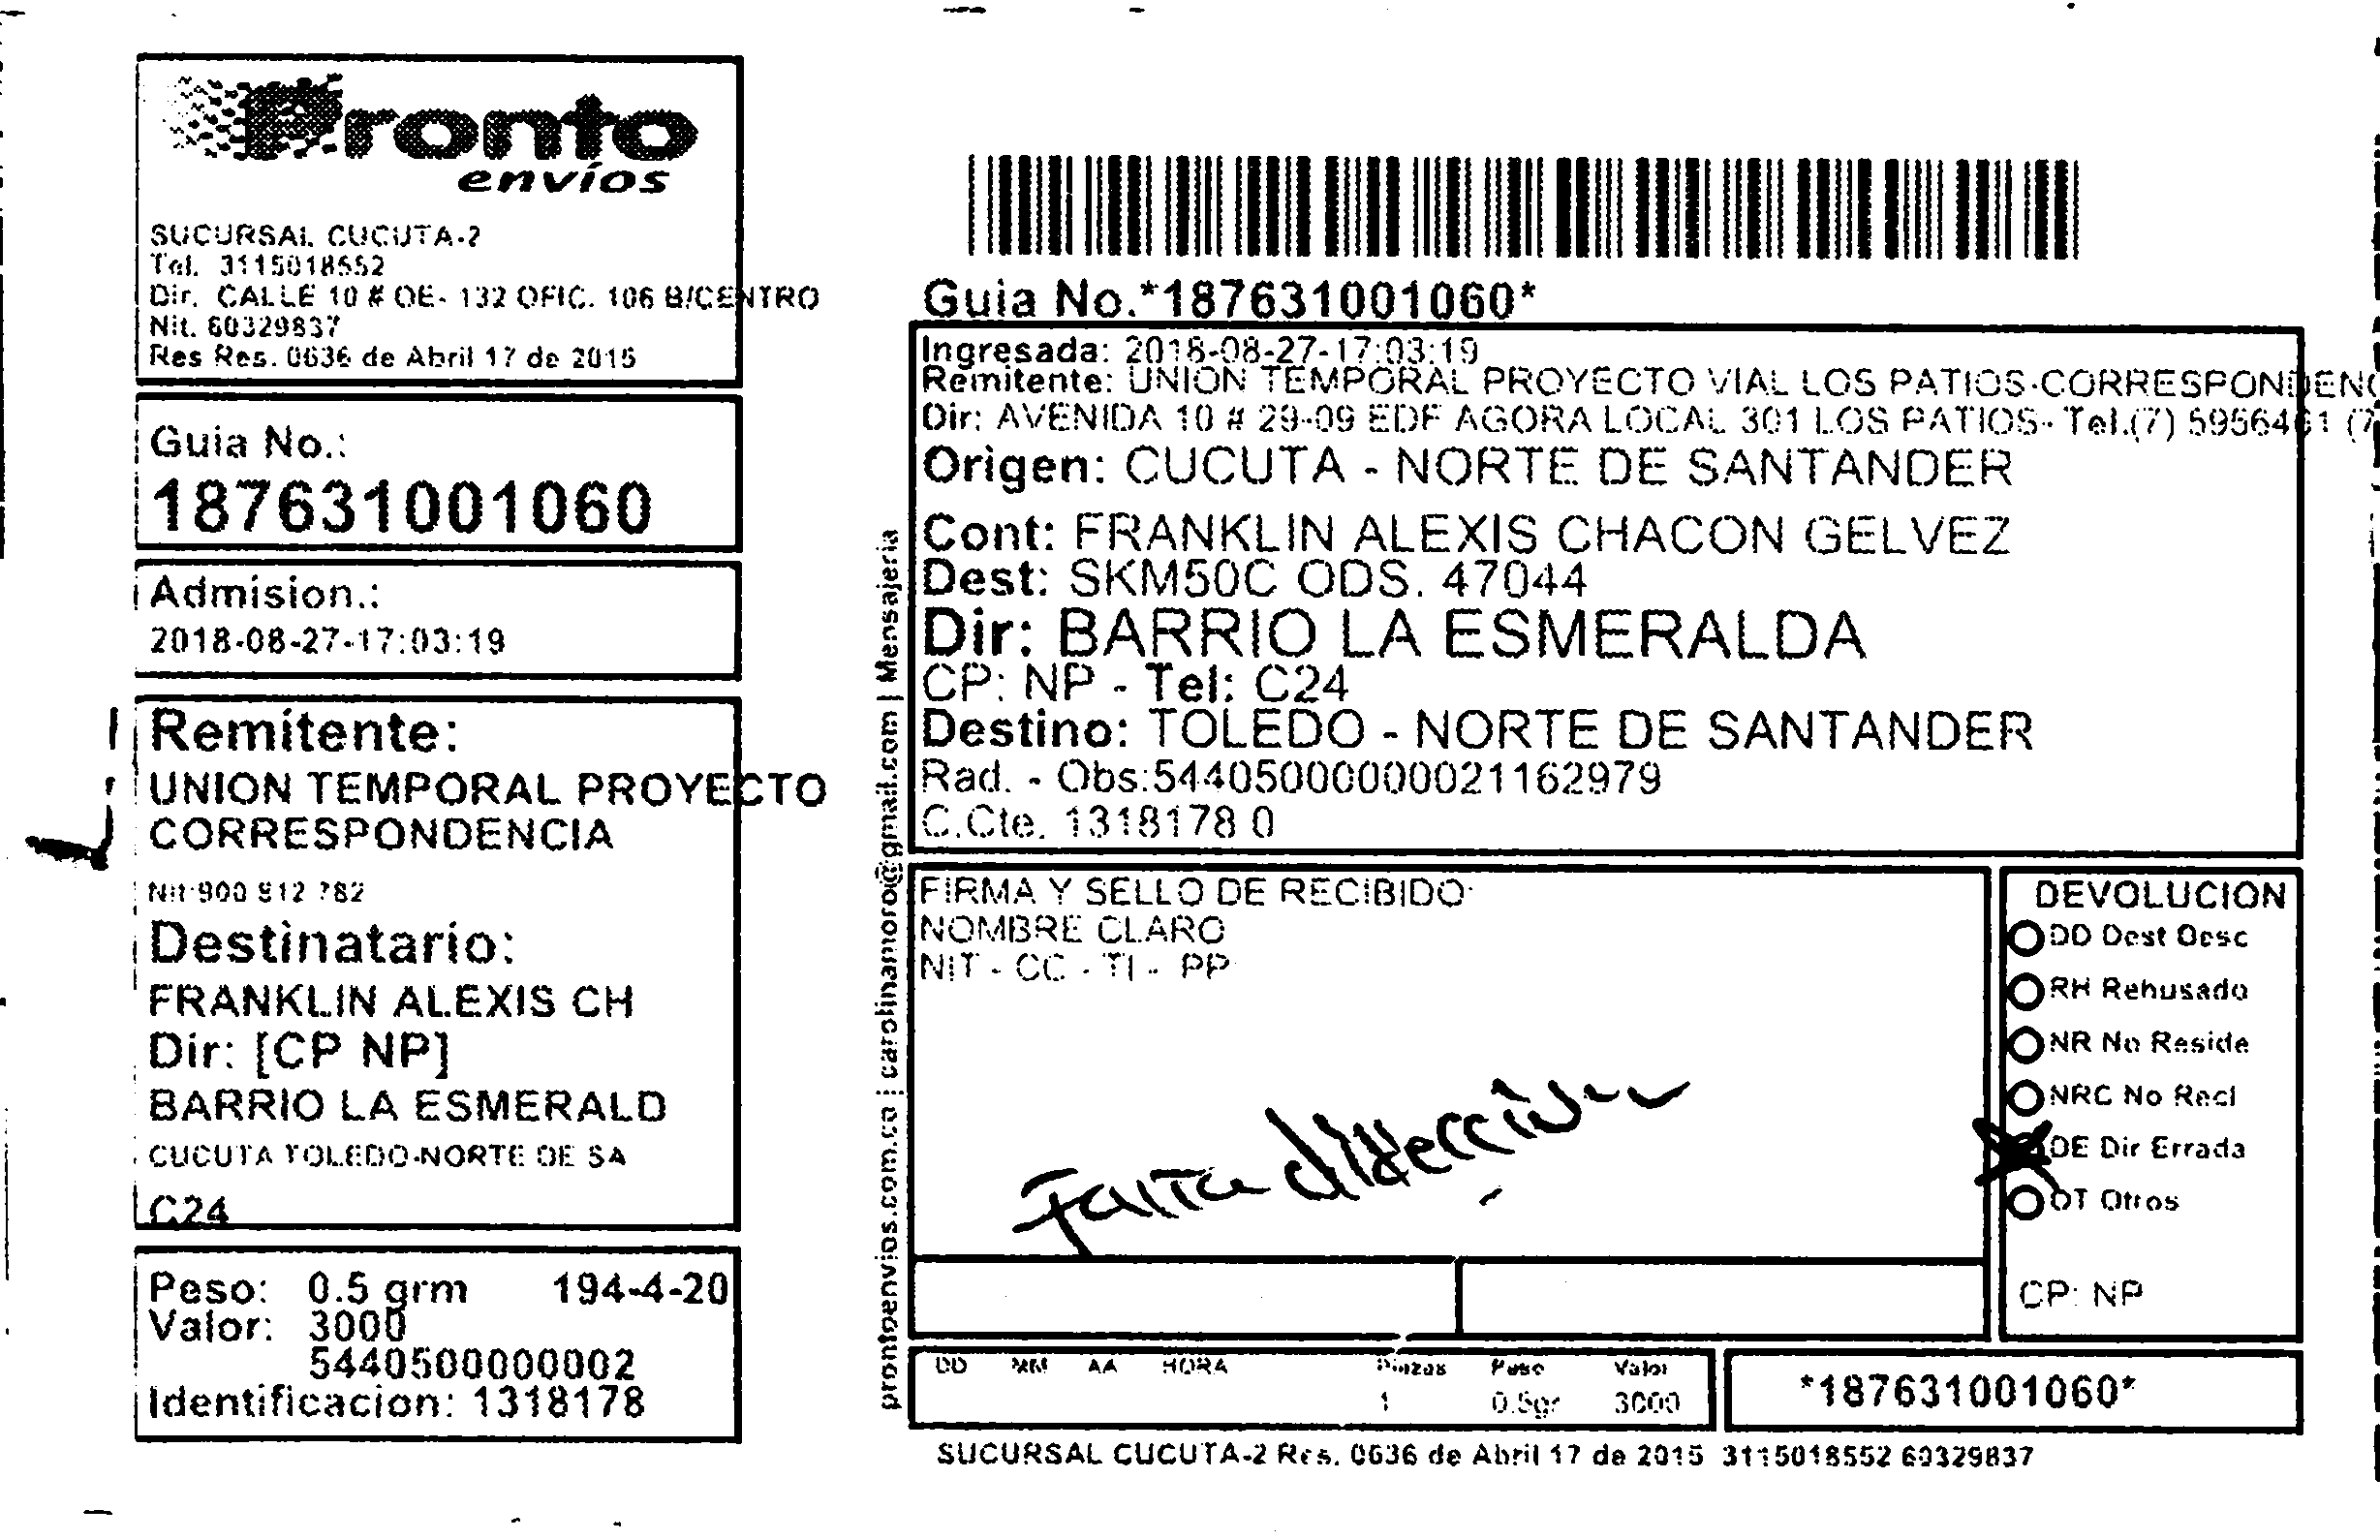 Pronto
envíos
SUCURSAL CUCUTA-2
Tel. 3115018552
Dir. CALLE 10 # OE- 132 OFIC. 106 B/CENTRO
Nit. 60329837
Res Res. 0636 de Abril 17 de 2015
Guia No.:
187631001060
Admision.:
2018-08-27-17:03:19
Remitente:
UNION TEMPORAL PROYECTO
CORRESPONDENCIA
Nit:900 912 782
Destinatario:
FRANKLIN ALEXIS CH
Dir: [CP NP]
BARRIO LA ESMERALD
CUCUTA TOLEDO-NORTE DE SA
C24
Peso: 0.5 grm 194-4-20
Valor: 3000
5440500000002
Identificacion: 1318178
prontoenvios.com.co | carolinamoro@gmail.com | Mensajeria
Guia No.*187631001060*
Ingresada: 2018-08-27-17:03:19
Remitente: UNION TEMPORAL PROYECTO VIAL LOS PATIOS-CORRESPONDENC
Dir: AVENIDA 10 # 29-09 EDF AGORA LOCAL 301 LOS PATIOS- Tel.(7) 5956461 (7
Origen: CUCUTA - NORTE DE SANTANDER
Cont: FRANKLIN ALEXIS CHACON GELVEZ
Dest: SKM50C ODS. 47044
Dir: BARRIO LA ESMERALDA
CP: NP - Tel: C24
Destino: TOLEDO - NORTE DE SANTANDER
Rad. - Obs:54405000000021162979
C.Cte. 1318178 0
FIRMA Y SELLO DE RECIBIDO
NOMBRE CLARO
NIT - CC - TI - PP
Falta dirección
DEVOLUCION
DD Dest Desc
RH Rehusado
NR No Reside
NRC No Recl
DE Dir Errada
OT Otros
CP: NP
DD MM AA HORA Piezas Peso Valor
1 0.5gr 3000
*187631001060*
SUCURSAL CUCUTA-2 Res. 0636 de Abril 17 de 2015 3115018552 60329837